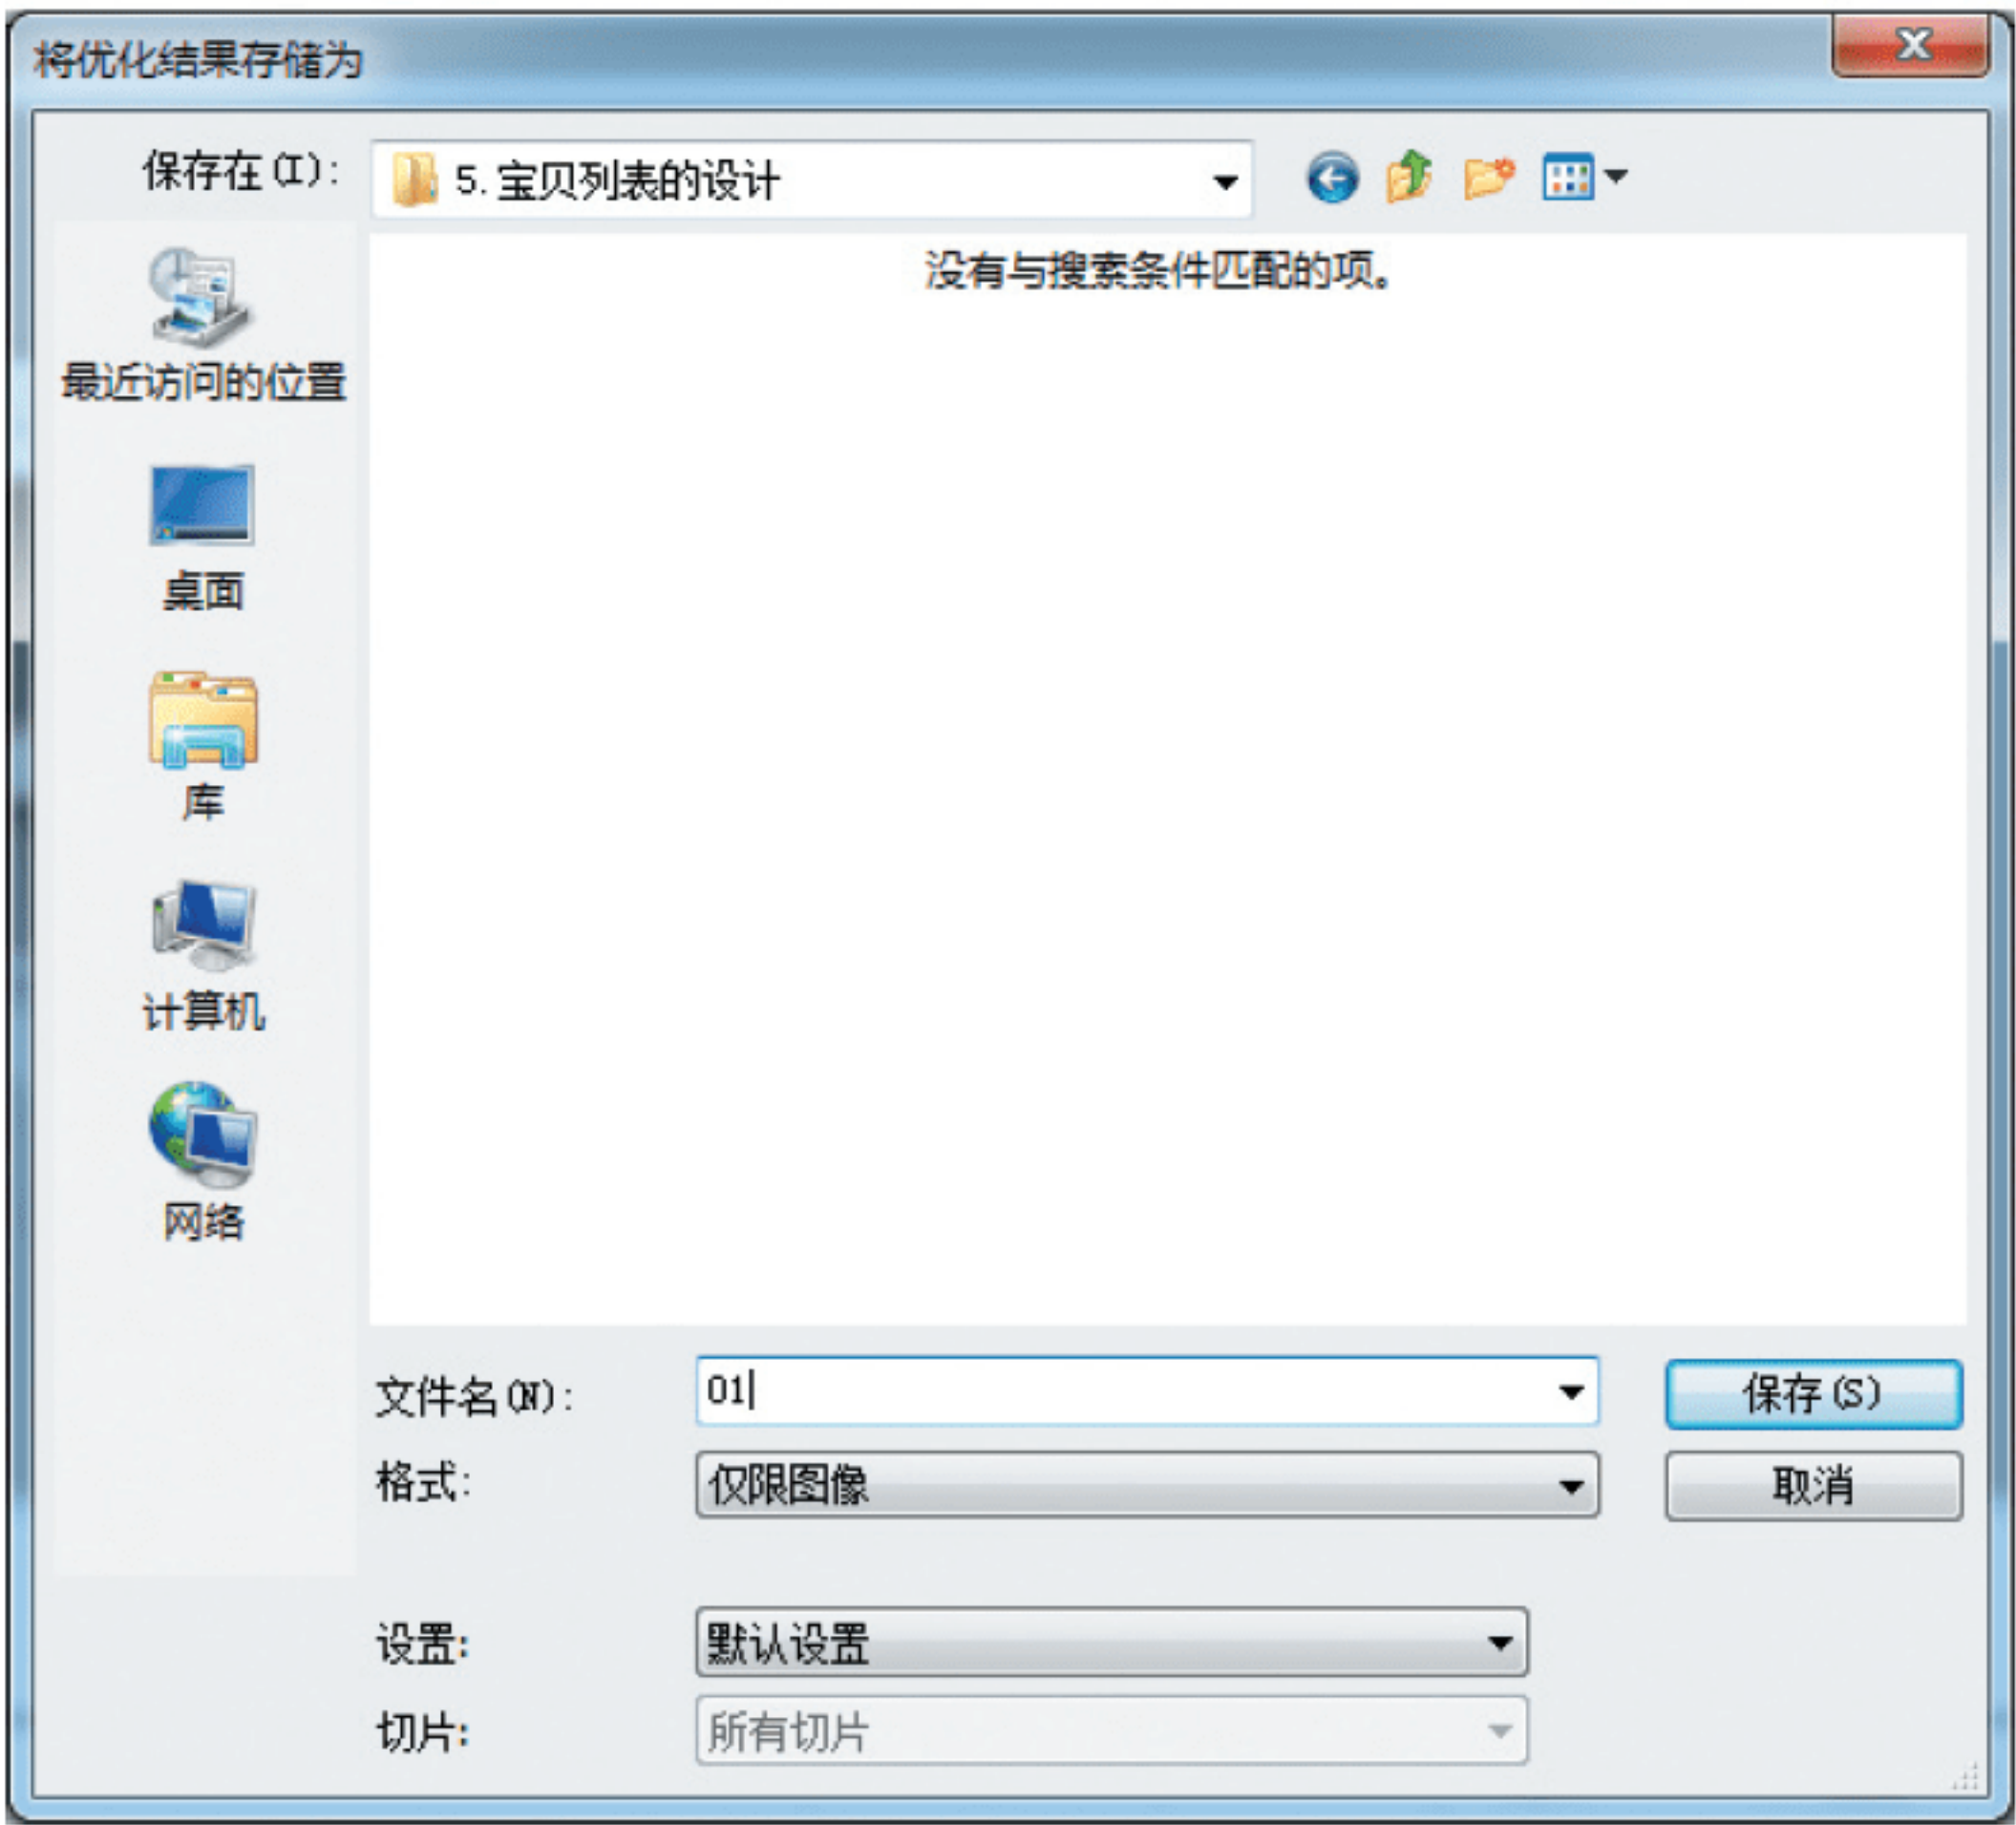 将优化结果存储为
保存在(I):
5. 宝贝列表的设计
没有与搜索条件匹配的项。
最近访问的位置
桌面
库
计算机
网络
文件名(N):
01
保存(S)
格式:
仅限图像
取消
设置:
默认设置
切片:
所有切片